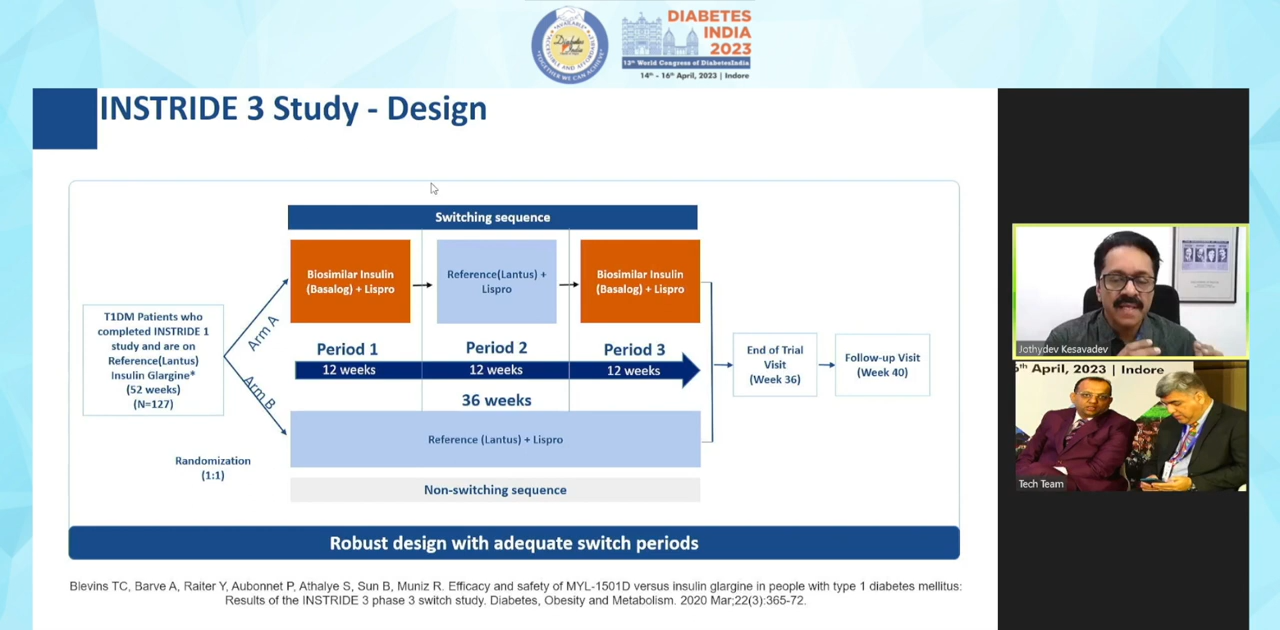 DIABETES
INDIA
2023
13th World Congress of DiabetesIndia
14th - 16th April, 2023 | Indore
INSTRIDE 3 Study - Design
Switching sequence
Biosimilar Insulin
(Basalog) + Lispro
Reference(Lantus) +
Lispro
Biosimilar Insulin
(Basalog) + Lispro
T1DM Patients who
completed INSTRIDE 1
study and are on
Reference(Lantus)
Insulin Glargine*
(52 weeks)
(N=127)
Arm A
Arm B
Period 1
Period 2
Period 3
12 weeks
12 weeks
12 weeks
36 weeks
End of Trial
Visit
(Week 36)
Follow-up Visit
(Week 40)
Reference (Lantus) + Lispro
Randomization
(1:1)
Non-switching sequence
Robust design with adequate switch periods
Blevins TC, Barve A, Raiter Y, Aubonnet P, Athalye S, Sun B, Muniz R. Efficacy and safety of MYL-1501D versus insulin glargine in people with type 1 diabetes mellitus:
Results of the INSTRIDE 3 phase 3 switch study. Diabetes, Obesity and Metabolism. 2020 Mar;22(3):365-72.
Jothydev Kesavadev
April, 2023 | Indore
Tech Team